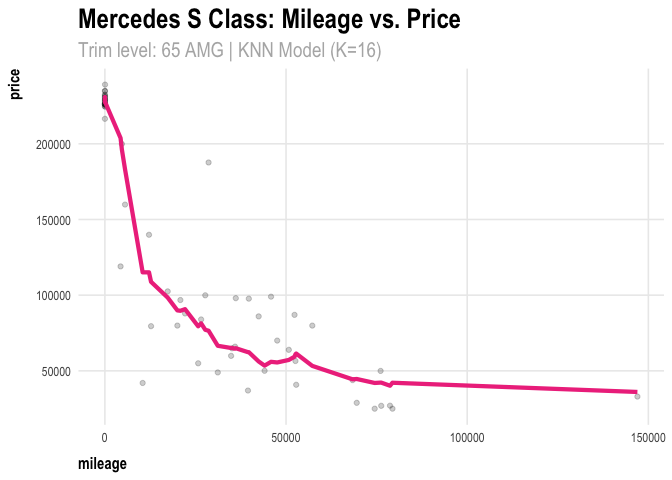 Mercedes S Class: Mileage vs. Price
Trim level: 65 AMG | KNN Model (K=16)
price
200000
150000
100000
50000
0
50000
100000
150000
mileage